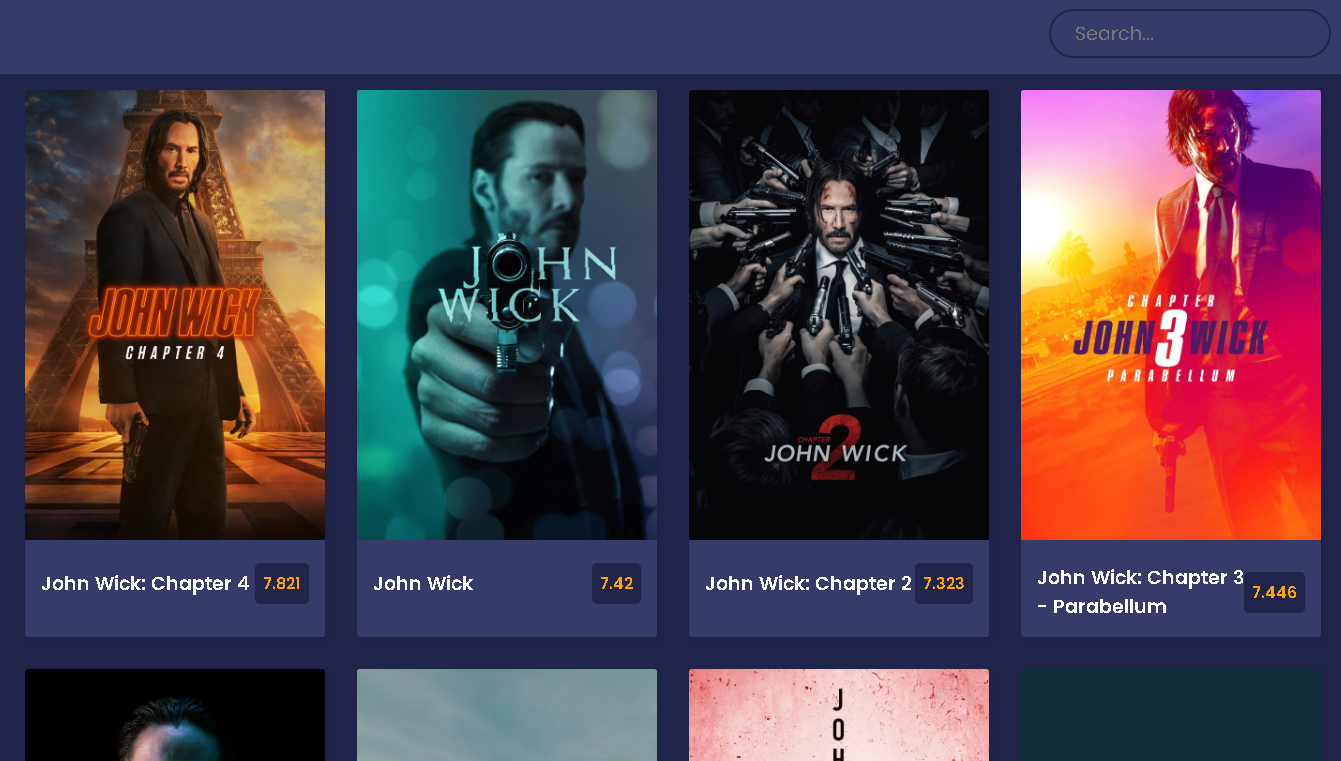 Search...
JOHN WICK
CHAPTER 4
JOHN
WICK
CHAPTER
2
JOHN WICK
CHAPTER
JOHN 3 WICK
PARABELLUM
John Wick: Chapter 4
7.821
John Wick
7.42
John Wick: Chapter 2
7.323
John Wick: Chapter 3
- Parabellum
7.446
J
O
H